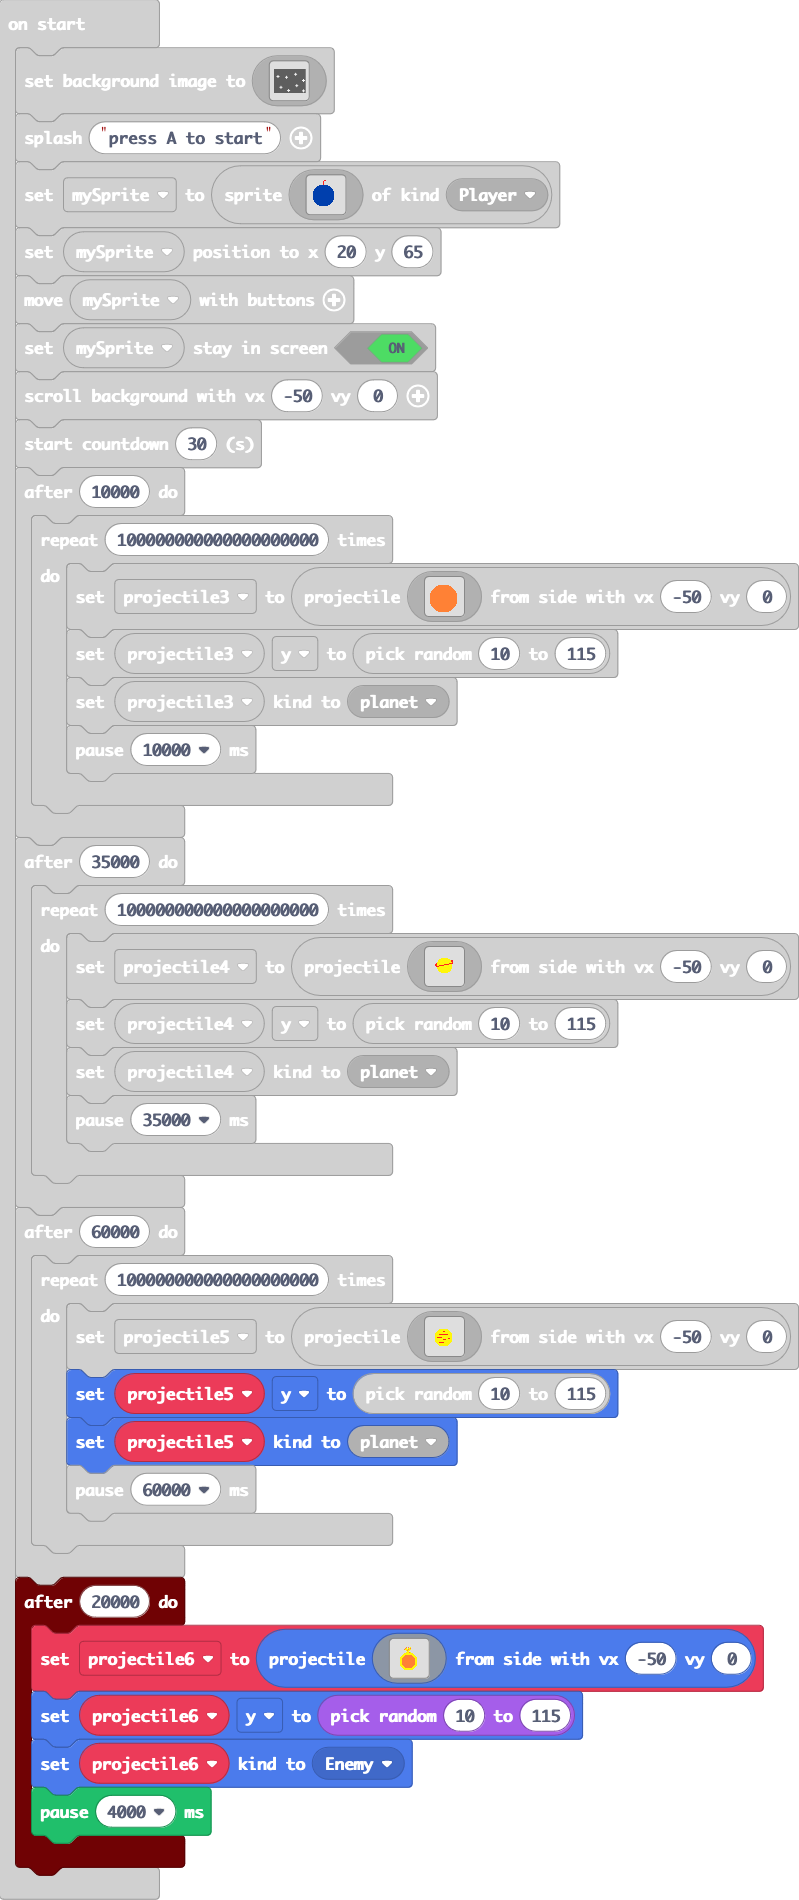 on start
set background image to
splash "press A to start"
set mySprite to sprite of kind Player
set mySprite position to x 20 y 65
move mySprite with buttons
set mySprite stay in screen ON
scroll background with vx -50 vy 0
start countdown 30 (s)
after 10000 do
repeat 100000000000000000000 times
do
set projectile3 to projectile from side with vx -50 vy 0
set projectile3 y to pick random 10 to 115
set projectile3 kind to planet
pause 10000 ms
after 35000 do
repeat 100000000000000000000 times
do
set projectile4 to projectile from side with vx -50 vy 0
set projectile4 y to pick random 10 to 115
set projectile4 kind to planet
pause 35000 ms
after 60000 do
repeat 100000000000000000000 times
do
set projectile5 to projectile from side with vx -50 vy 0
set projectile5 y to pick random 10 to 115
set projectile5 kind to planet
pause 60000 ms
after 20000 do
set projectile6 to projectile from side with vx -50 vy 0
set projectile6 y to pick random 10 to 115
set projectile6 kind to Enemy
pause 4000 ms